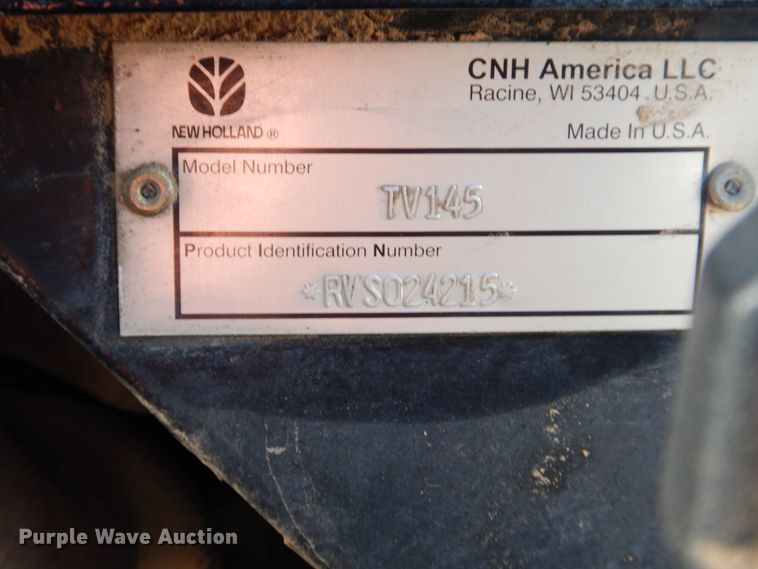 CNH America LLC
Racine, WI 53404 U.S.A.
NEW HOLLAND ®
Made In U.S.A.
Model Number
TV145
Product Identification Number
*RVS024215*
Purple Wave Auction